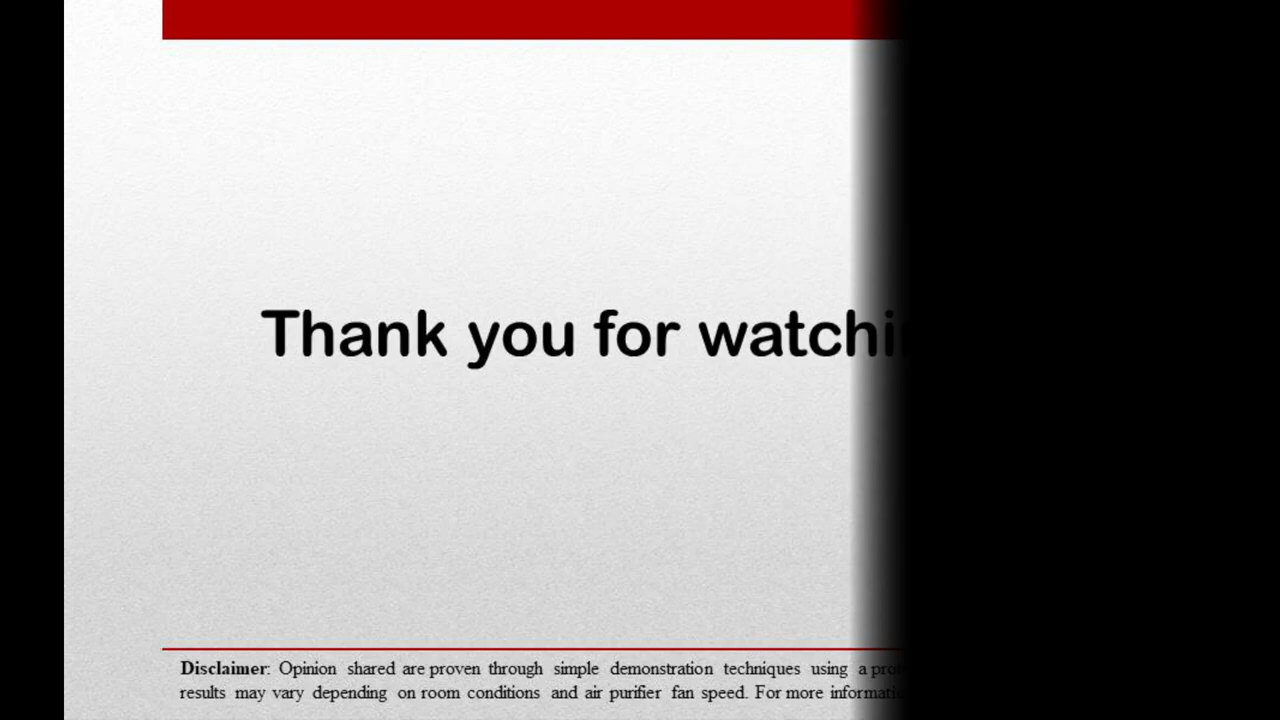 Thank you for
Disclaimer: Opinion shared are proven through simple demonstration techniques using a
results may vary depending on room conditions and air purifier fan speed. For more